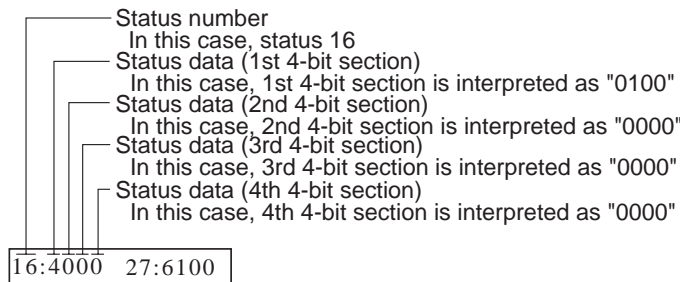 Status number
In this case, status 16
Status data (1st 4-bit section)
In this case, 1st 4-bit section is interpreted as "0100"
Status data (2nd 4-bit section)
In this case, 2nd 4-bit section is interpreted as "0000"
Status data (3rd 4-bit section)
In this case, 3rd 4-bit section is interpreted as "0000"
Status data (4th 4-bit section)
In this case, 4th 4-bit section is interpreted as "0000"
16:4000 27:6100